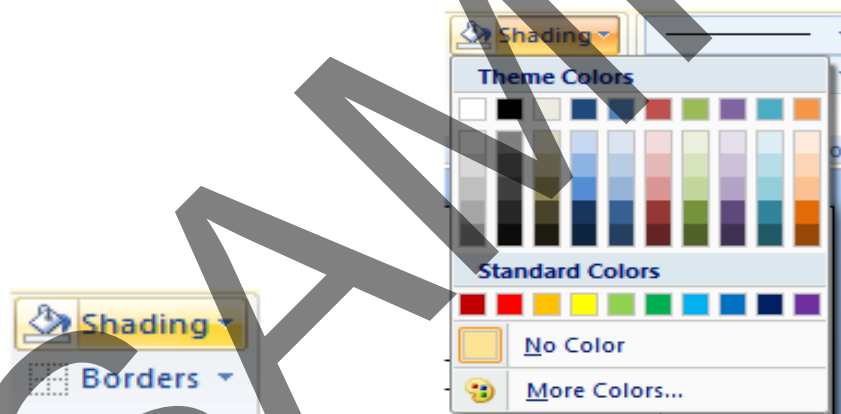 Shading
Theme Colors
Standard Colors
No Color
More Colors...
Shading
Borders